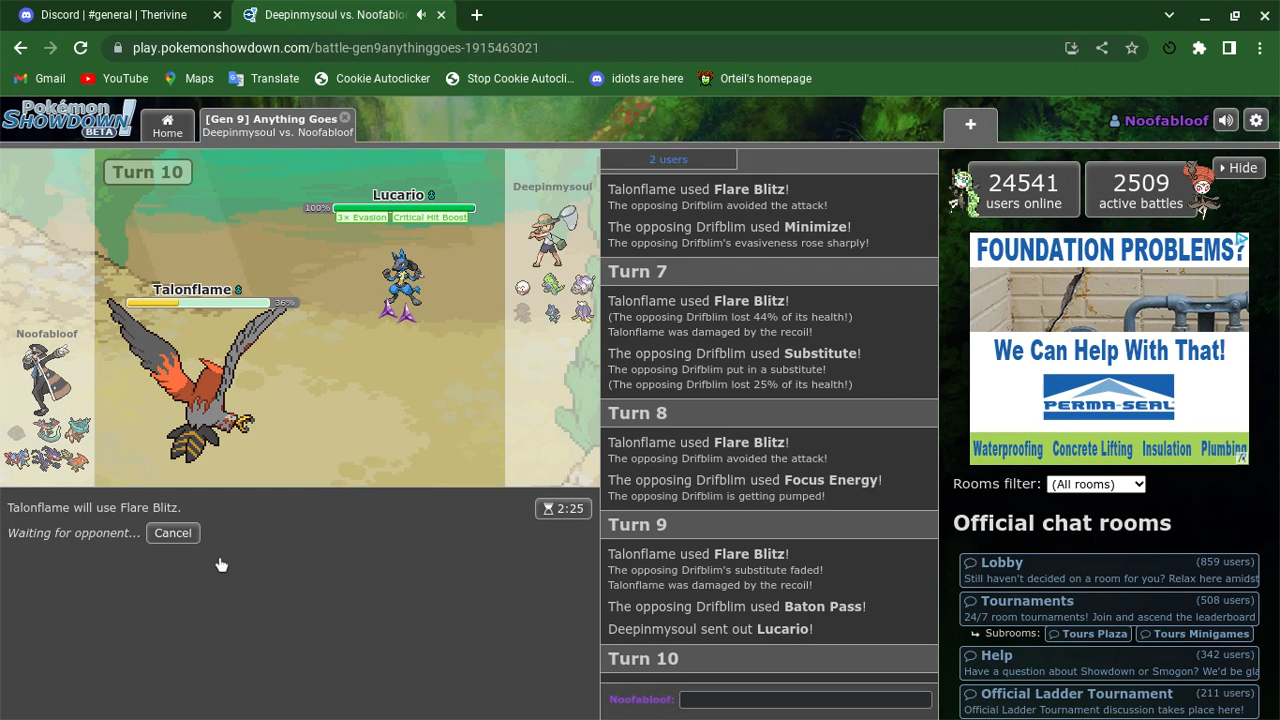 Discord | #general | Therivine
Deepinmysoul vs. Noofablo
play.pokemonshowdown.com/battle-gen9anythinggoes-1915463021
Gmail
YouTube
Maps
Translate
Cookie Autoclicker
Stop Cookie Autocli...
idiots are here
Orteil's homepage
Pokémon
SHOWDOWN!
BETA
Home
[Gen 9] Anything Goes
Deepinmysoul vs. Noofabloof
+
Noofabloof
Turn 10
Lucario
100%
3× Evasion Critical Hit Boost
Deepinmysoul
Talonflame
36%
Noofabloof
Talonflame will use Flare Blitz.
2:25
Waiting for opponent... Cancel
2 users
Talonflame used Flare Blitz!
The opposing Drifblim avoided the attack!
The opposing Drifblim used Minimize!
The opposing Drifblim's evasiveness rose sharply!
Turn 7
Talonflame used Flare Blitz!
(The opposing Drifblim lost 44% of its health!)
Talonflame was damaged by the recoil!
The opposing Drifblim used Substitute!
The opposing Drifblim put in a substitute!
(The opposing Drifblim lost 25% of its health!)
Turn 8
Talonflame used Flare Blitz!
The opposing Drifblim avoided the attack!
The opposing Drifblim used Focus Energy!
The opposing Drifblim is getting pumped!
Turn 9
Talonflame used Flare Blitz!
The opposing Drifblim's substitute faded!
Talonflame was damaged by the recoil!
The opposing Drifblim used Baton Pass!
Deepinmysoul sent out Lucario!
Turn 10
Noofabloof:
Hide
24541
users online
2509
active battles
FOUNDATION PROBLEMS?
We Can Help With That!
PERMA-SEAL
Waterproofing Concrete Lifting Insulation Plumbing
Rooms filter: (All rooms)
Official chat rooms
Lobby (859 users)
Still haven't decided on a room for you? Relax here amidst
Tournaments (508 users)
24/7 room tournaments! Join and ascend the leaderboard
Subrooms: Tours Plaza Tours Minigames
Help (342 users)
Have a question about Showdown or Smogon? We'd be gla
Official Ladder Tournament (211 users)
Official Ladder Tournament discussion takes place here!